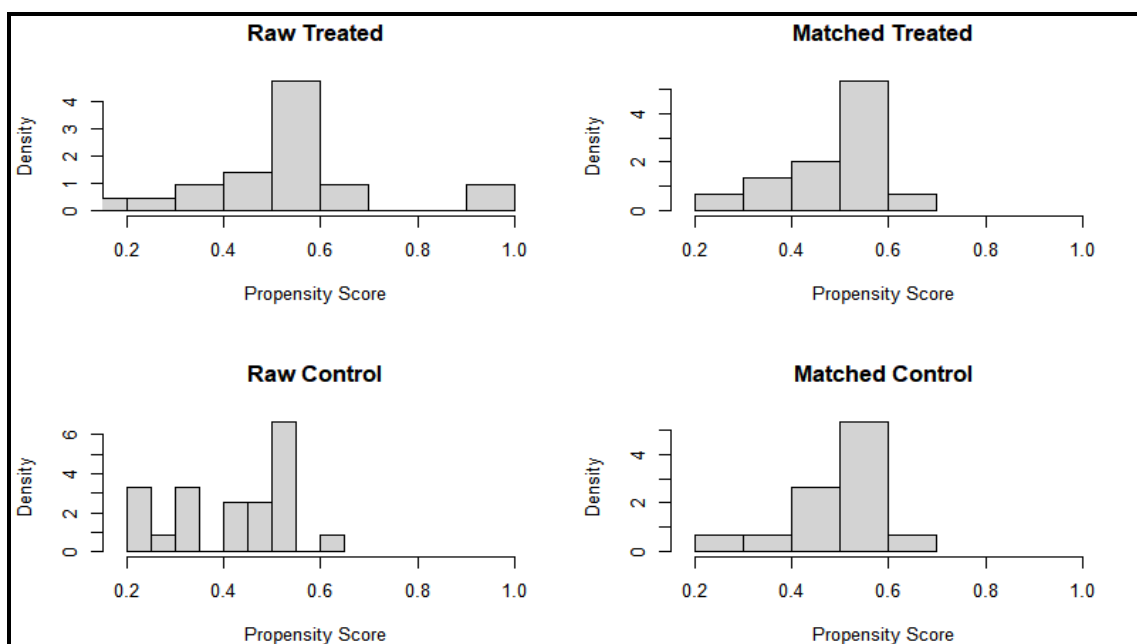 Raw Treated
Density
0 1 2 3 4
0.2 0.4 0.6 0.8 1.0
Propensity Score
Matched Treated
Density
0 2 4
0.2 0.4 0.6 0.8 1.0
Propensity Score
Raw Control
Density
0 2 4 6
0.2 0.4 0.6 0.8 1.0
Propensity Score
Matched Control
Density
0 2 4
0.2 0.4 0.6 0.8 1.0
Propensity Score